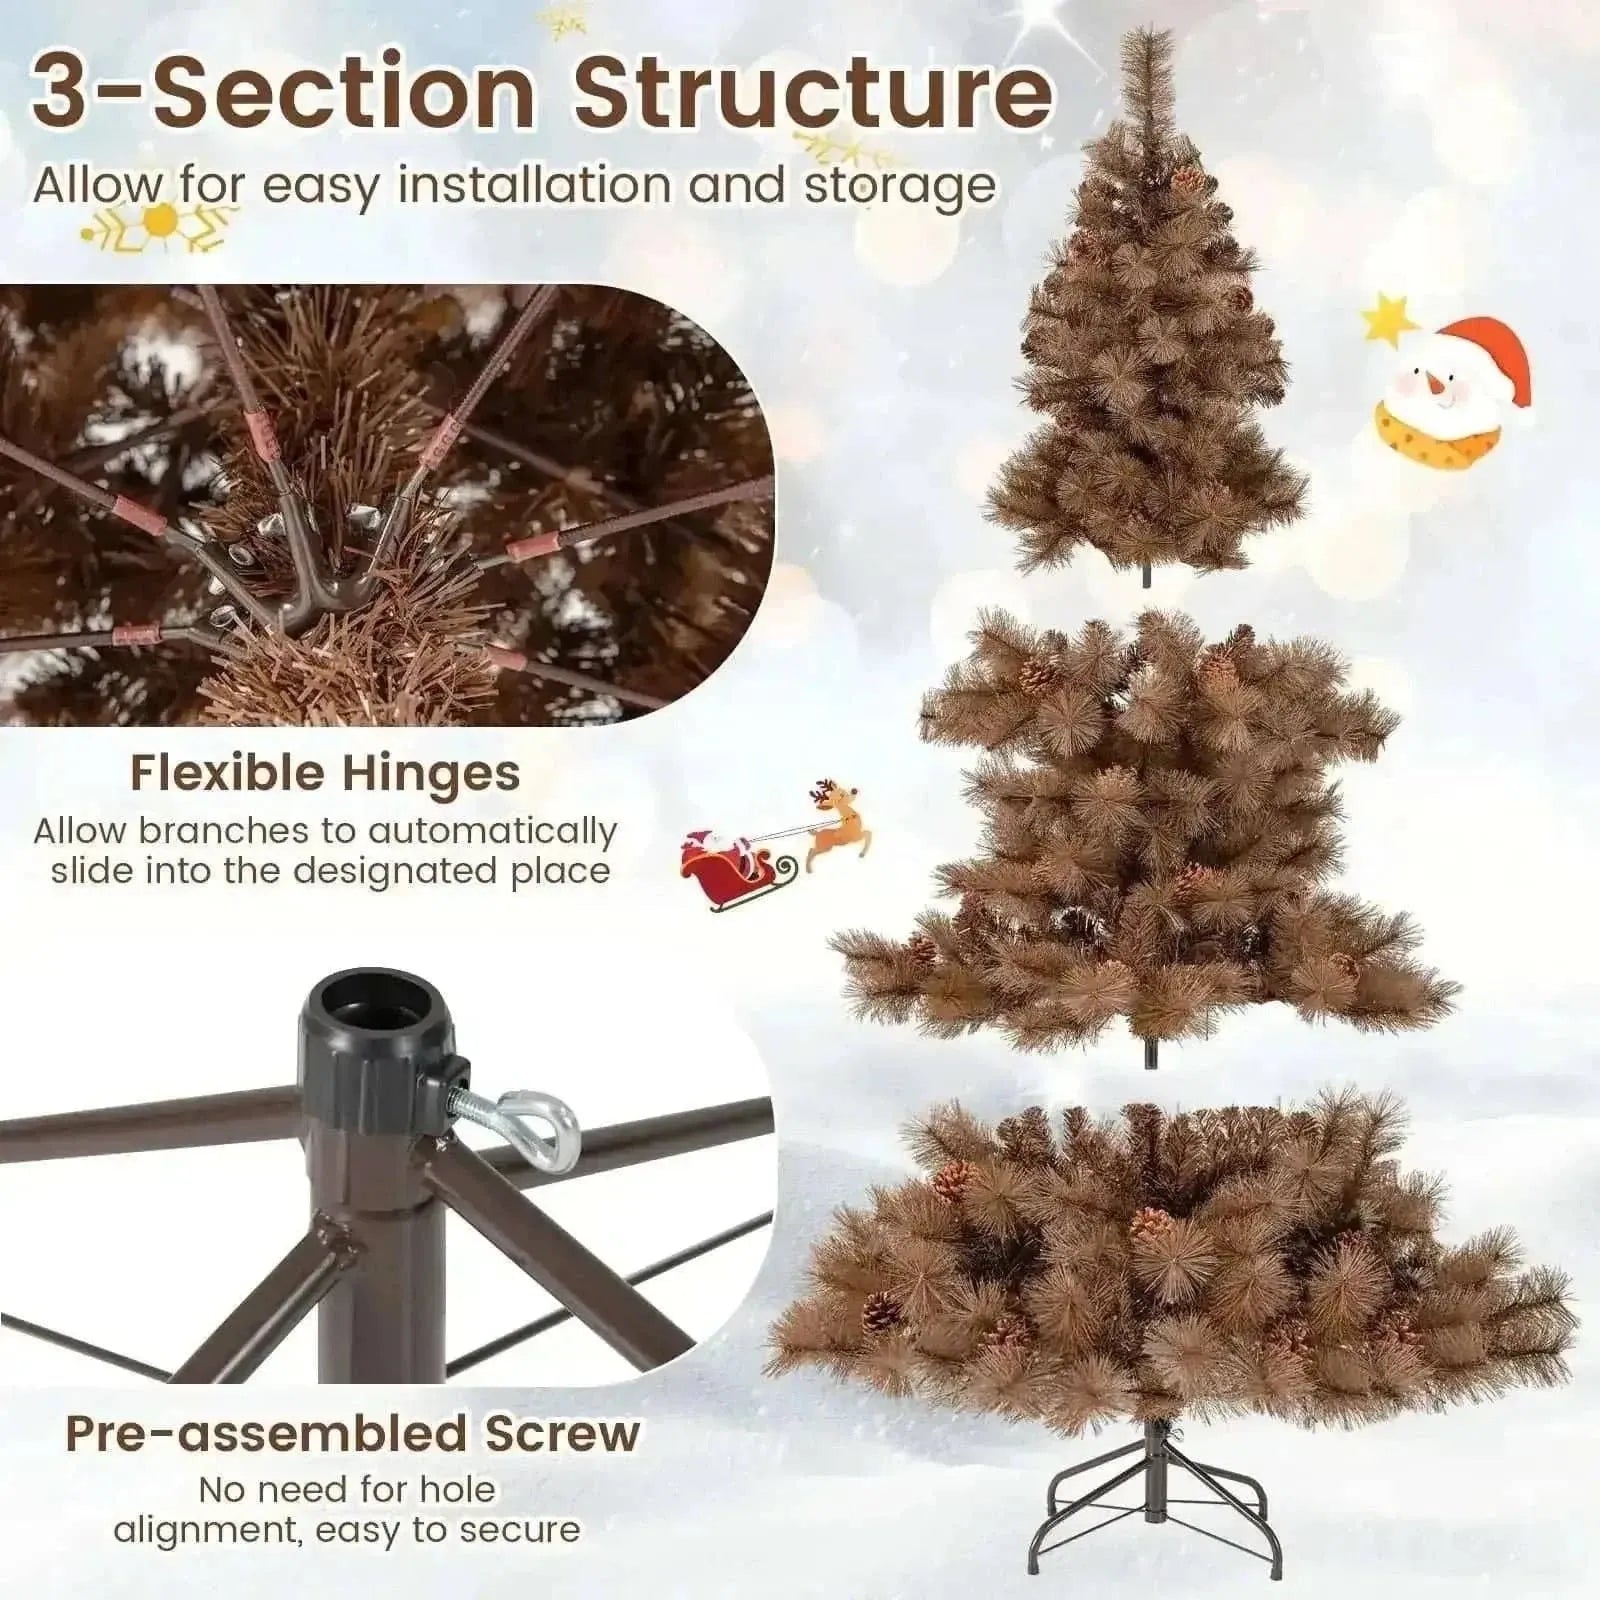 3-Section Structure
Allow for easy installation and storage
Flexible Hinges
Allow branches to automatically
slide into the designated place
Pre-assembled Screw
No need for hole
alignment, easy to secure